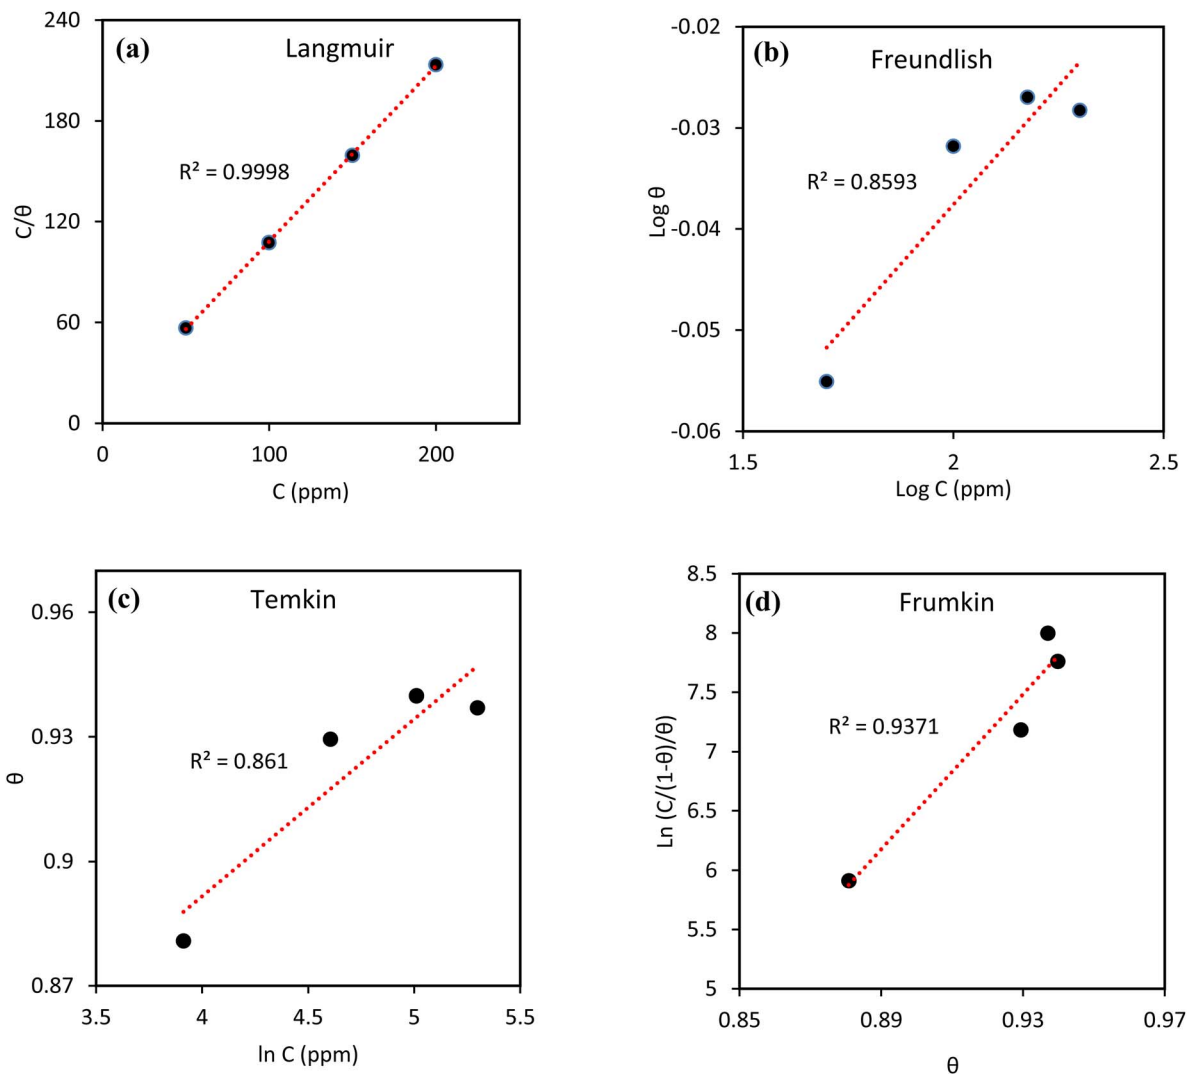 (a)
Langmuir
R² = 0.9998
240
180
120
60
0
C/θ
0
100
200
C (ppm)
(b)
Freundlish
R² = 0.8593
-0.02
-0.03
-0.04
-0.05
-0.06
Log θ
1.5
2
2.5
Log C (ppm)
(c)
Temkin
R² = 0.861
0.96
0.93
0.9
0.87
θ
3.5
4
4.5
5
5.5
ln C (ppm)
(d)
Frumkin
R² = 0.9371
8.5
8
7.5
7
6.5
6
5.5
5
Ln (C/(1-θ)/θ)
0.85
0.89
0.93
0.97
θ